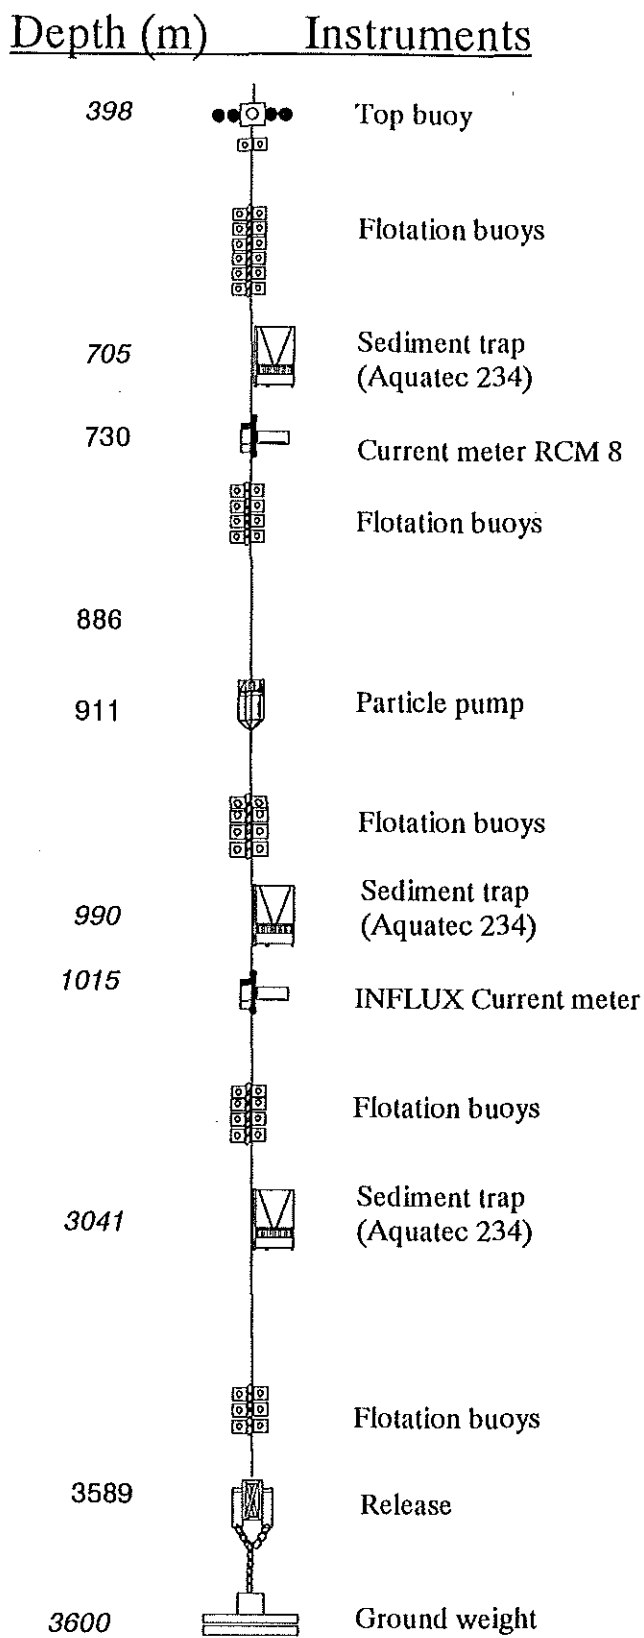 Depth (m) Instruments
398 Top buoy
Flotation buoys
705 Sediment trap
(Aquatec 234)
730 Current meter RCM 8
Flotation buoys
886
911 Particle pump
Flotation buoys
990 Sediment trap
(Aquatec 234)
1015 INFLUX Current meter
Flotation buoys
3041 Sediment trap
(Aquatec 234)
Flotation buoys
3589 Release
3600 Ground weight